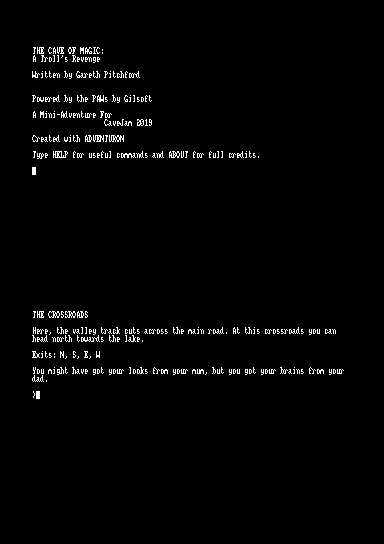 THE CAVE OF MAGIC:
A Troll's Revenge
Written by Gareth Pitchford
Powered by the PAWs by Gilsoft
A Mini-Adventure For
CaveJam 2019
Created with ADVENTURON
Type HELP for useful commands and ABOUT for full credits.
THE CROSSROADS
Here, the valley track cuts across the main road. At this crossroads you can
head north towards the lake.
Exits: N, S, E, W
You might have got your looks from your mum, but you got your brains from your
dad.
>